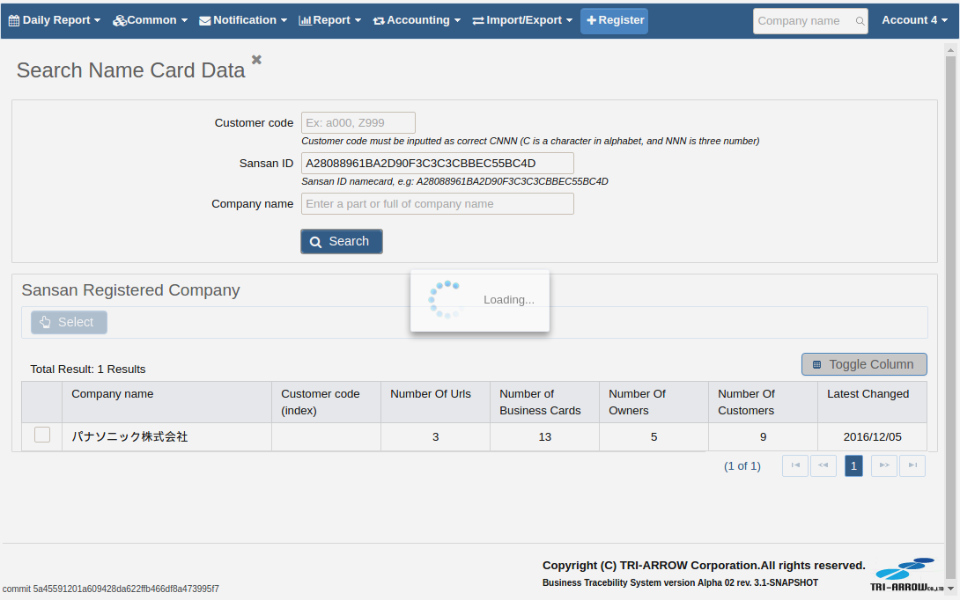 Daily Report Common Notification Report Accounting Import/Export Register Company name Account 4
Search Name Card Data
Customer code Ex: a000, Z999
Customer code must be inputted as correct CNNN (C is a character in alphabet, and NNN is three number)
Sansan ID A28088961BA2D90F3C3C3CBBEC55BC4D
Sansan ID namecard, e.g: A28088961BA2D90F3C3C3CBBEC55BC4D
Company name Enter a part or full of company name
Search
Loading...
Sansan Registered Company
Select
Total Result: 1 Results
Toggle Column
Company name Customer code (index) Number Of Urls Number of Business Cards Number Of Owners Number Of Customers Latest Changed
パナソニック株式会社 3 13 5 9 2016/12/05
(1 of 1) 1
Copyright (C) TRI-ARROW Corporation.All rights reserved.
Business Tracebility System version Alpha 02 rev. 3.1-SNAPSHOT
TRI-ARROW CO.,LTD
commit 5a45591201a609428da622ffb466df8a473995f7